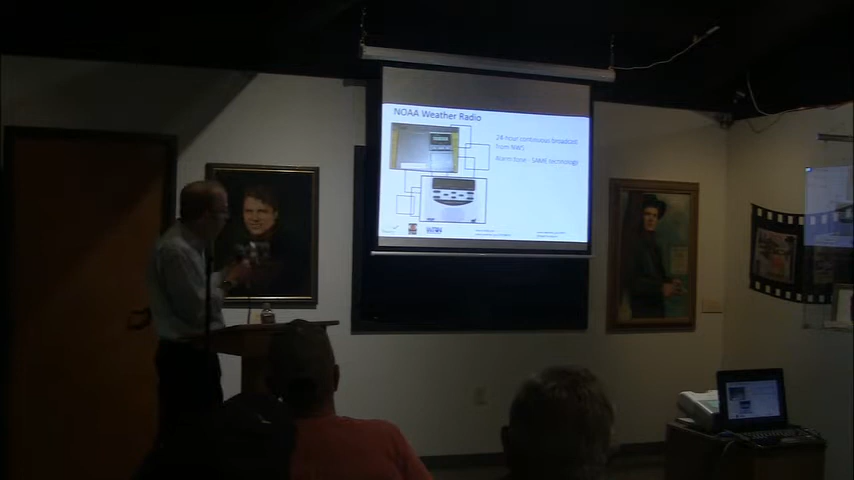 NOAA Weather Radio
24-hour continuous broadcast
from NWS
Alarm tone - SAME technology